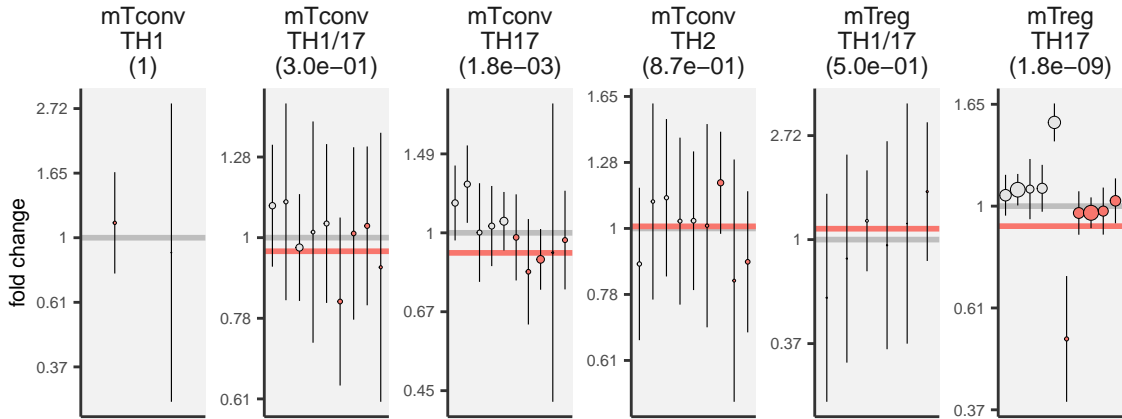 mTconv
TH1
(1)
mTconv
TH1/17
(3.0e−01)
mTconv
TH17
(1.8e−03)
mTconv
TH2
(8.7e−01)
mTreg
TH1/17
(5.0e−01)
mTreg
TH17
(1.8e−09)
fold change
2.72
1.65
1
0.61
0.37
1.28
1
0.78
0.61
1.49
1
0.67
0.45
1.65
1.28
1
0.78
0.61
2.72
1
0.37
1.65
1
0.61
0.37